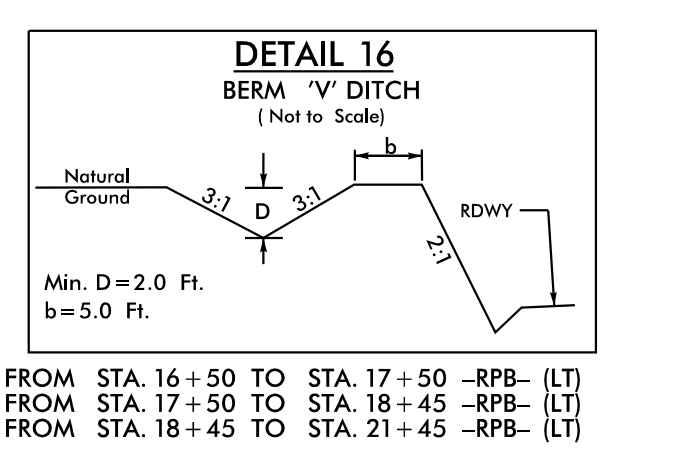 DETAIL 16
BERM 'V' DITCH
( Not to Scale)
b
Natural
Ground
3:1
D
3:1
RDWY
2:1
Min. D=2.0 Ft.
b=5.0 Ft.
FROM STA. 16+50 TO STA. 17+50 –RPB– (LT)
FROM STA. 17+50 TO STA. 18+45 –RPB– (LT)
FROM STA. 18+45 TO STA. 21+45 –RPB– (LT)